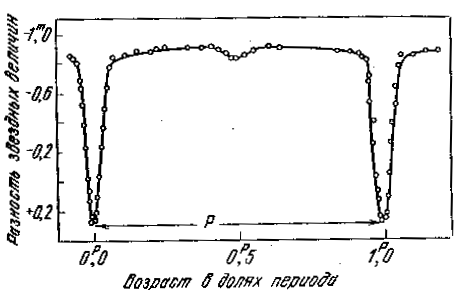 Разность звездных величин
-1,ᵐ0
-0,6
-0,2
+0,2
P
0,ᴾ0
0,ᴾ5
1,ᴾ0
Возраст в долях периода